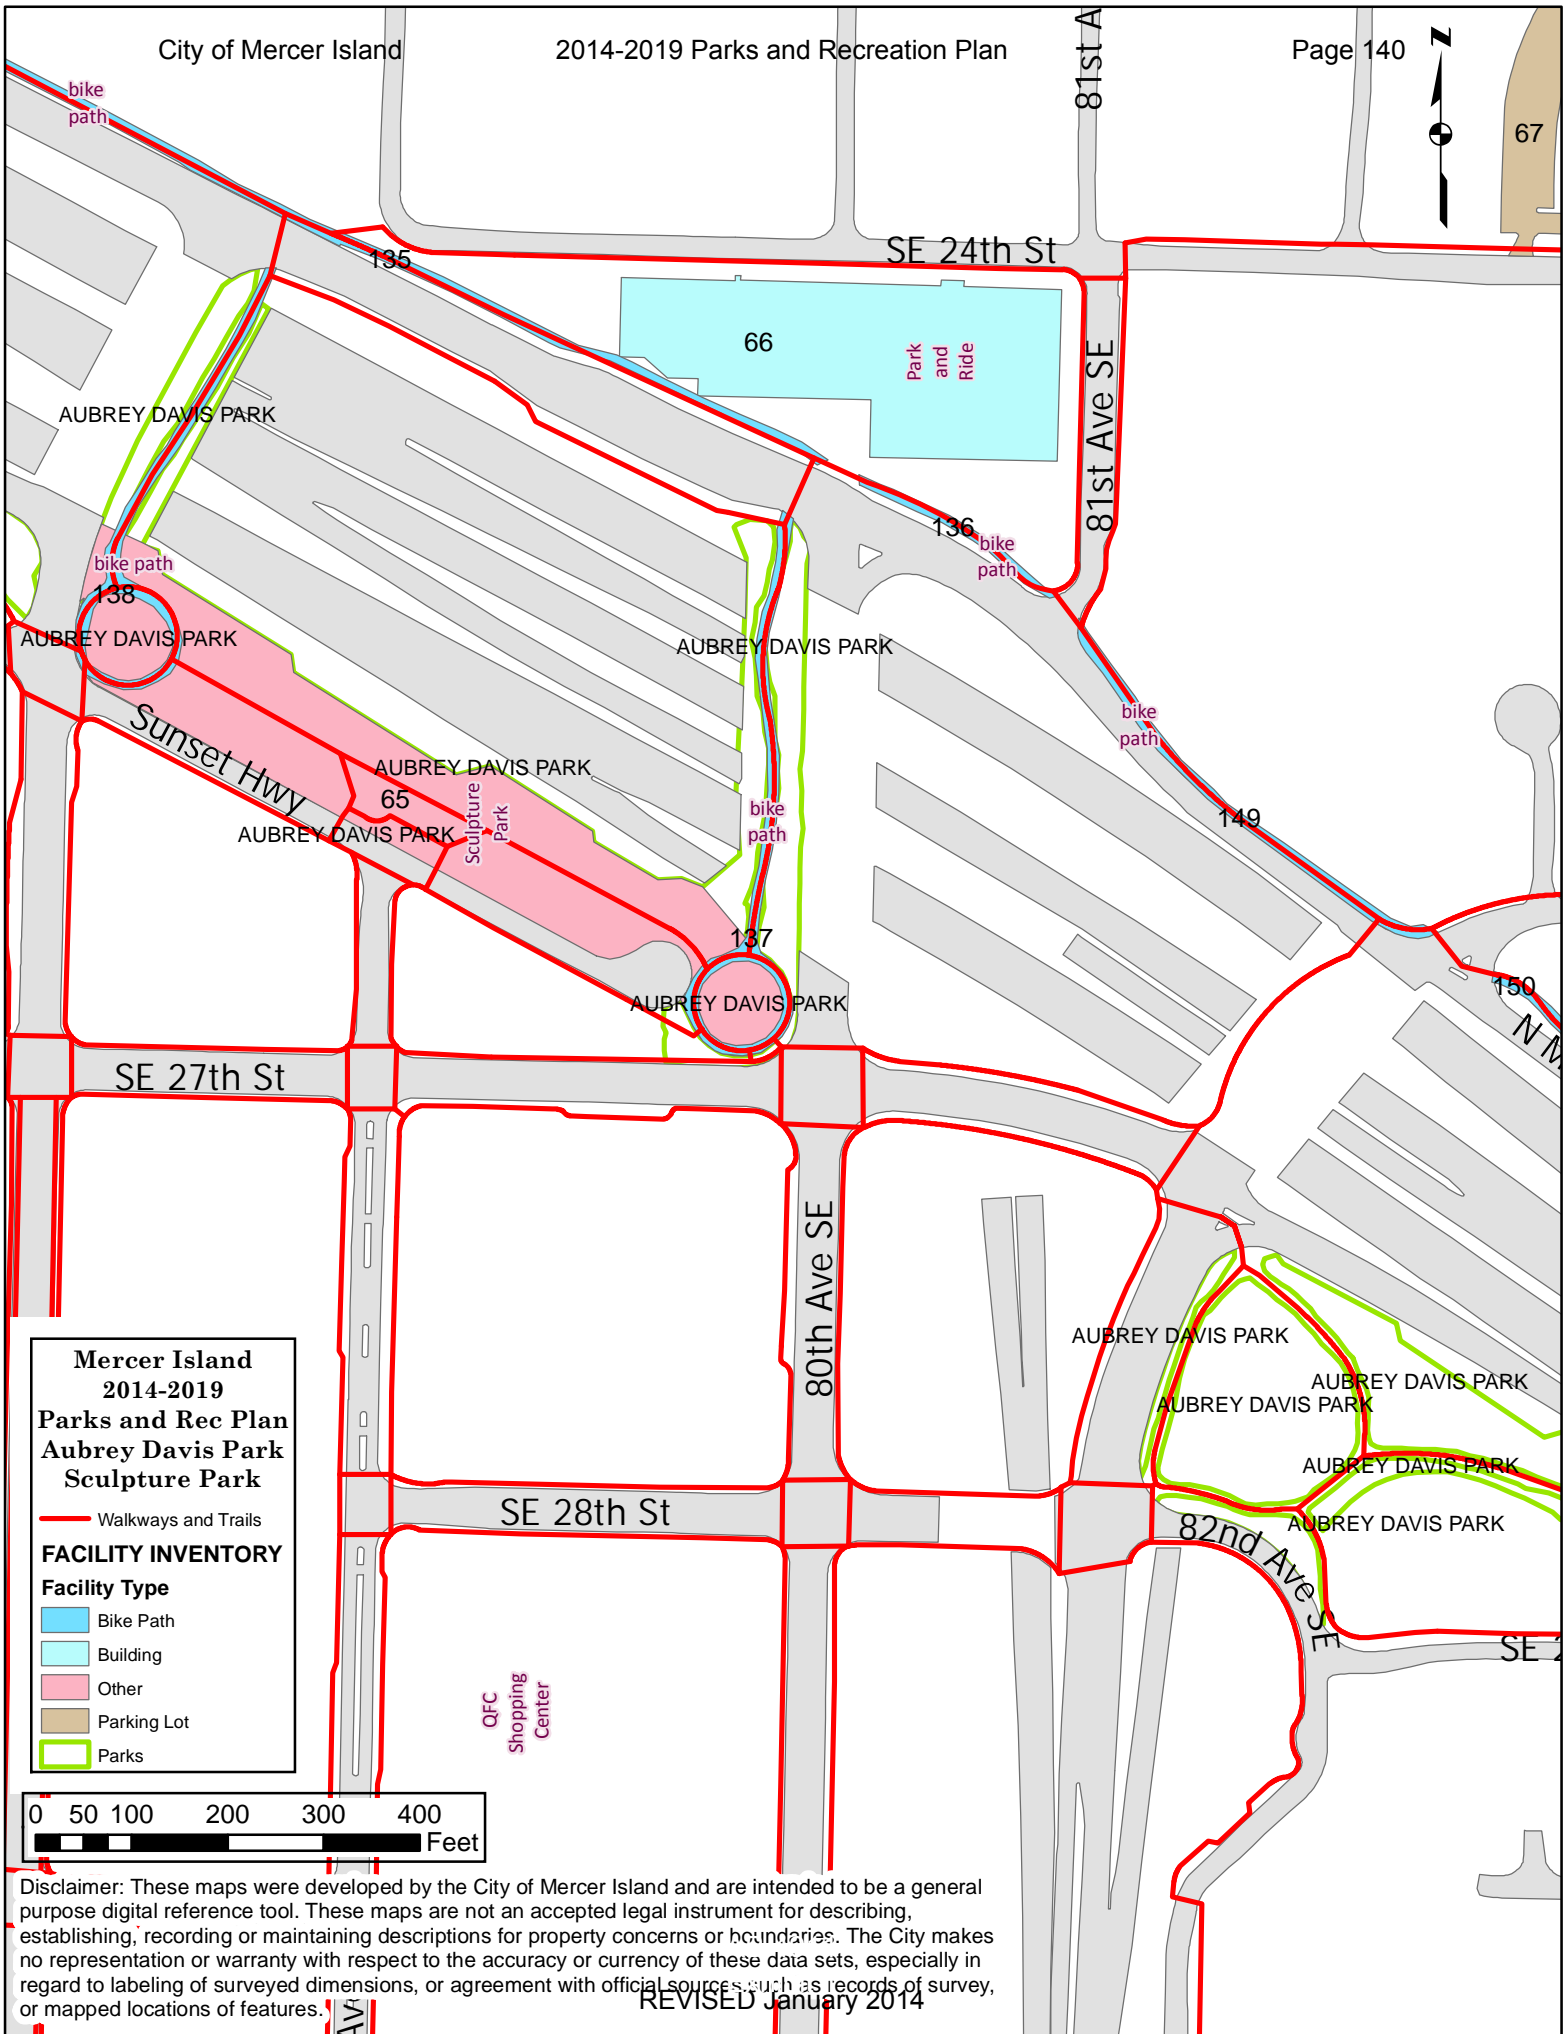 City of Mercer Island
2014-2019 Parks and Recreation Plan
Page 140
81st A
N
67
bike
path
135
SE 24th St
66
Park
and
Ride
81st Ave SE
AUBREY DAVIS PARK
136
bike
path
bike path
138
AUBREY DAVIS PARK
AUBREY DAVIS PARK
Sunset Hwy
bike
path
AUBREY DAVIS PARK
65
Sculpture
Park
AUBREY DAVIS PARK
bike
path
149
137
AUBREY DAVIS PARK
150
N M
SE 27th St
80th Ave SE
AUBREY DAVIS PARK
AUBREY DAVIS PARK
AUBREY DAVIS PARK
AUBREY DAVIS PARK
AUBREY DAVIS PARK
SE 28th St
82nd Ave SE
SE 2
QFC
Shopping
Center
Mercer Island
2014-2019
Parks and Rec Plan
Aubrey Davis Park
Sculpture Park
Walkways and Trails
FACILITY INVENTORY
Facility Type
Bike Path
Building
Other
Parking Lot
Parks
0 50 100 200 300 400
Feet
Disclaimer: These maps were developed by the City of Mercer Island and are intended to be a general
purpose digital reference tool. These maps are not an accepted legal instrument for describing,
establishing, recording or maintaining descriptions for property concerns or boundaries. The City makes
no representation or warranty with respect to the accuracy or currency of these data sets, especially in
regard to labeling of surveyed dimensions, or agreement with official sources such as records of survey,
or mapped locations of features.
REVISED January 2014
Av